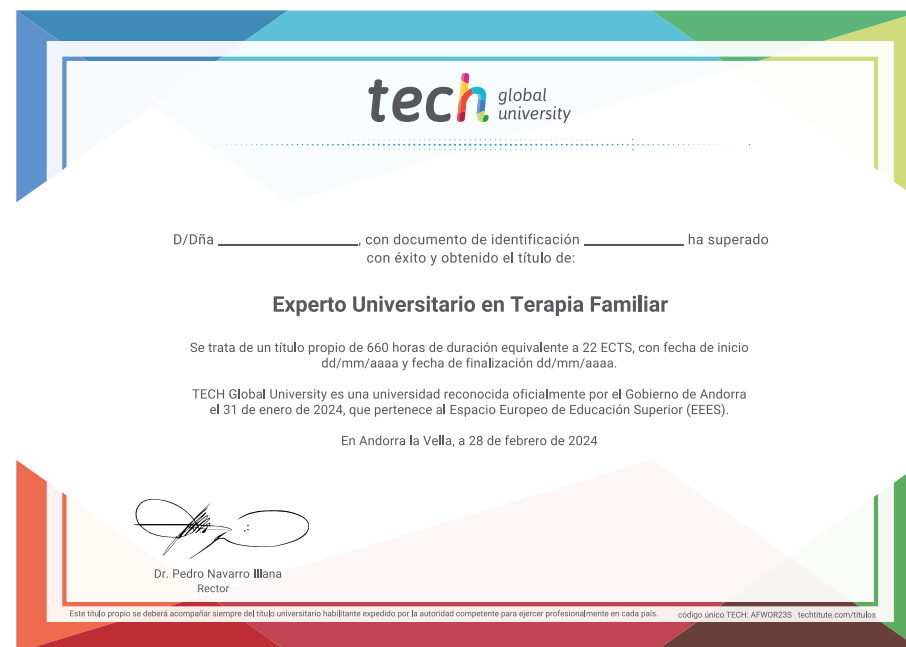 tech global
university
D/Dña ____________, con documento de identificación ____________ ha superado
con éxito y obtenido el título de:
Experto Universitario en Terapia Familiar
Se trata de un título propio de 660 horas de duración equivalente a 22 ECTS, con fecha de inicio
dd/mm/aaaa y fecha de finalización dd/mm/aaaa.
TECH Global University es una universidad reconocida oficialmente por el Gobierno de Andorra
el 31 de enero de 2024, que pertenece al Espacio Europeo de Educación Superior (EEES).
En Andorra la Vella, a 28 de febrero de 2024
Dr. Pedro Navarro Illana
Rector
Este título propio se deberá acompañar siempre del título universitario habilitante expedido por la autoridad competente para ejercer profesionalmente en cada país. código único TECH: AFWOR23S techtitute.com/titulos